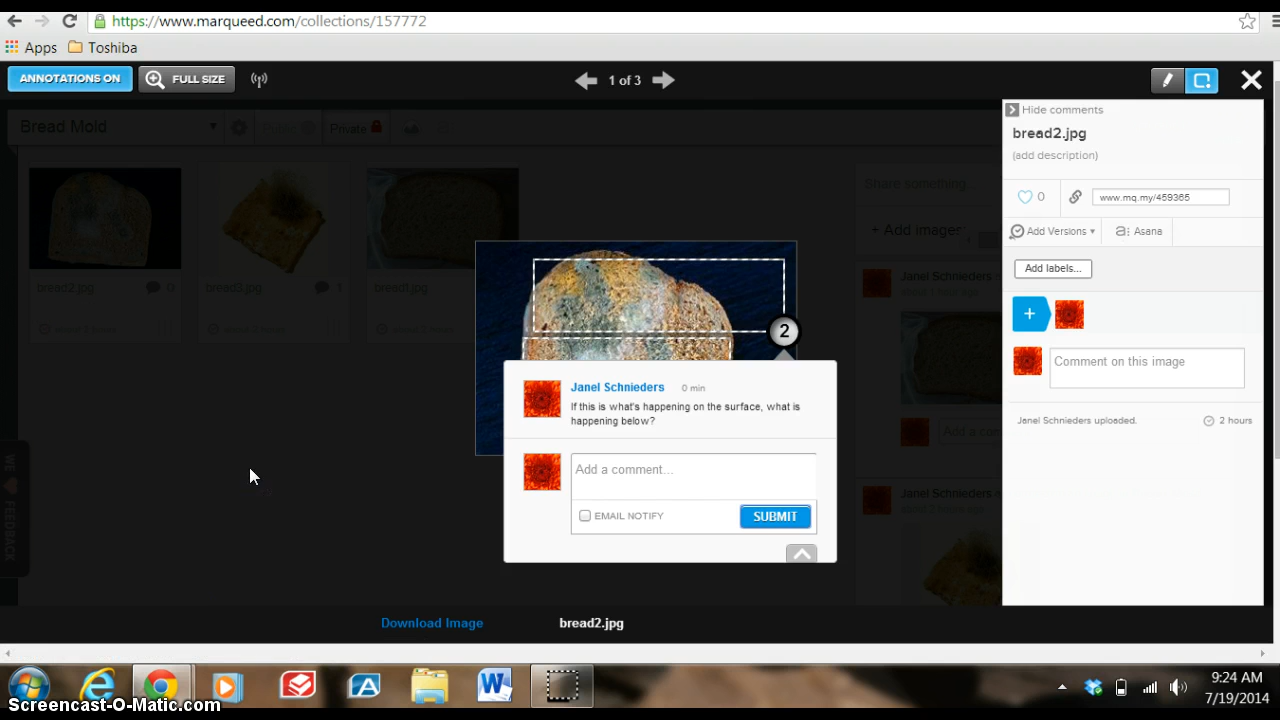 https://www.marqueed.com/collections/157772
Apps Toshiba
ANNOTATIONS ON FULL SIZE 1 of 3
Bread Mold Public Private
Hide comments
bread2.jpg
(add description)
0 www.mq.my/459365
Add Versions Asana
Add labels...
+
Comment on this image
Janel Schnieders uploaded. 2 hours
Share something...
+ Add images
Janel Schnieders
Janel Schnieders
bread2.jpg 0
bread3.jpg 1
bread1.jpg
2
Janel Schnieders 0 min
If this is what's happening on the surface, what is
happening below?
Add a comment...
EMAIL NOTIFY SUBMIT
WE FEEDBACK
Download Image bread2.jpg
9:24 AM
7/19/2014
Screencast-O-Matic.com